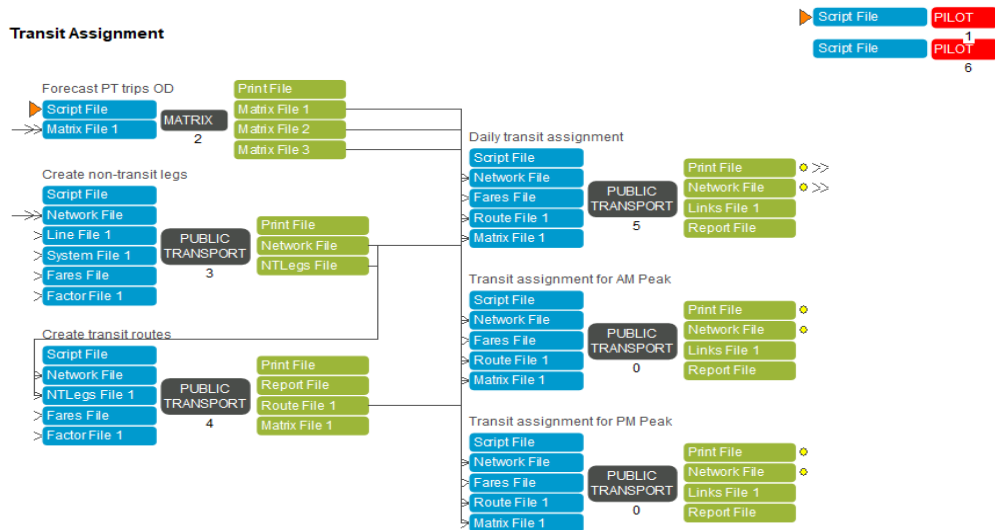 Transit Assignment
Script File PILOT
1
Script File PILOT
6
Forecast PT trips OD
Script File
Matrix File 1
MATRIX
2
Print File
Matrix File 1
Matrix File 2
Matrix File 3
Create non-transit legs
Script File
Network File
Line File 1
System File 1
Fares File
Factor File 1
PUBLIC
TRANSPORT
3
Print File
Network File
NTLegs File
Create transit routes
Script File
Network File
NTLegs File 1
Fares File
Factor File 1
PUBLIC
TRANSPORT
4
Print File
Report File
Route File 1
Matrix File 1
Daily transit assignment
Script File
Network File
Fares File
Route File 1
Matrix File 1
PUBLIC
TRANSPORT
5
Print File
Network File
Links File 1
Report File
Transit assignment for AM Peak
Script File
Network File
Fares File
Route File 1
Matrix File 1
PUBLIC
TRANSPORT
0
Print File
Network File
Links File 1
Report File
Transit assignment for PM Peak
Script File
Network File
Fares File
Route File 1
Matrix File 1
PUBLIC
TRANSPORT
0
Print File
Network File
Links File 1
Report File